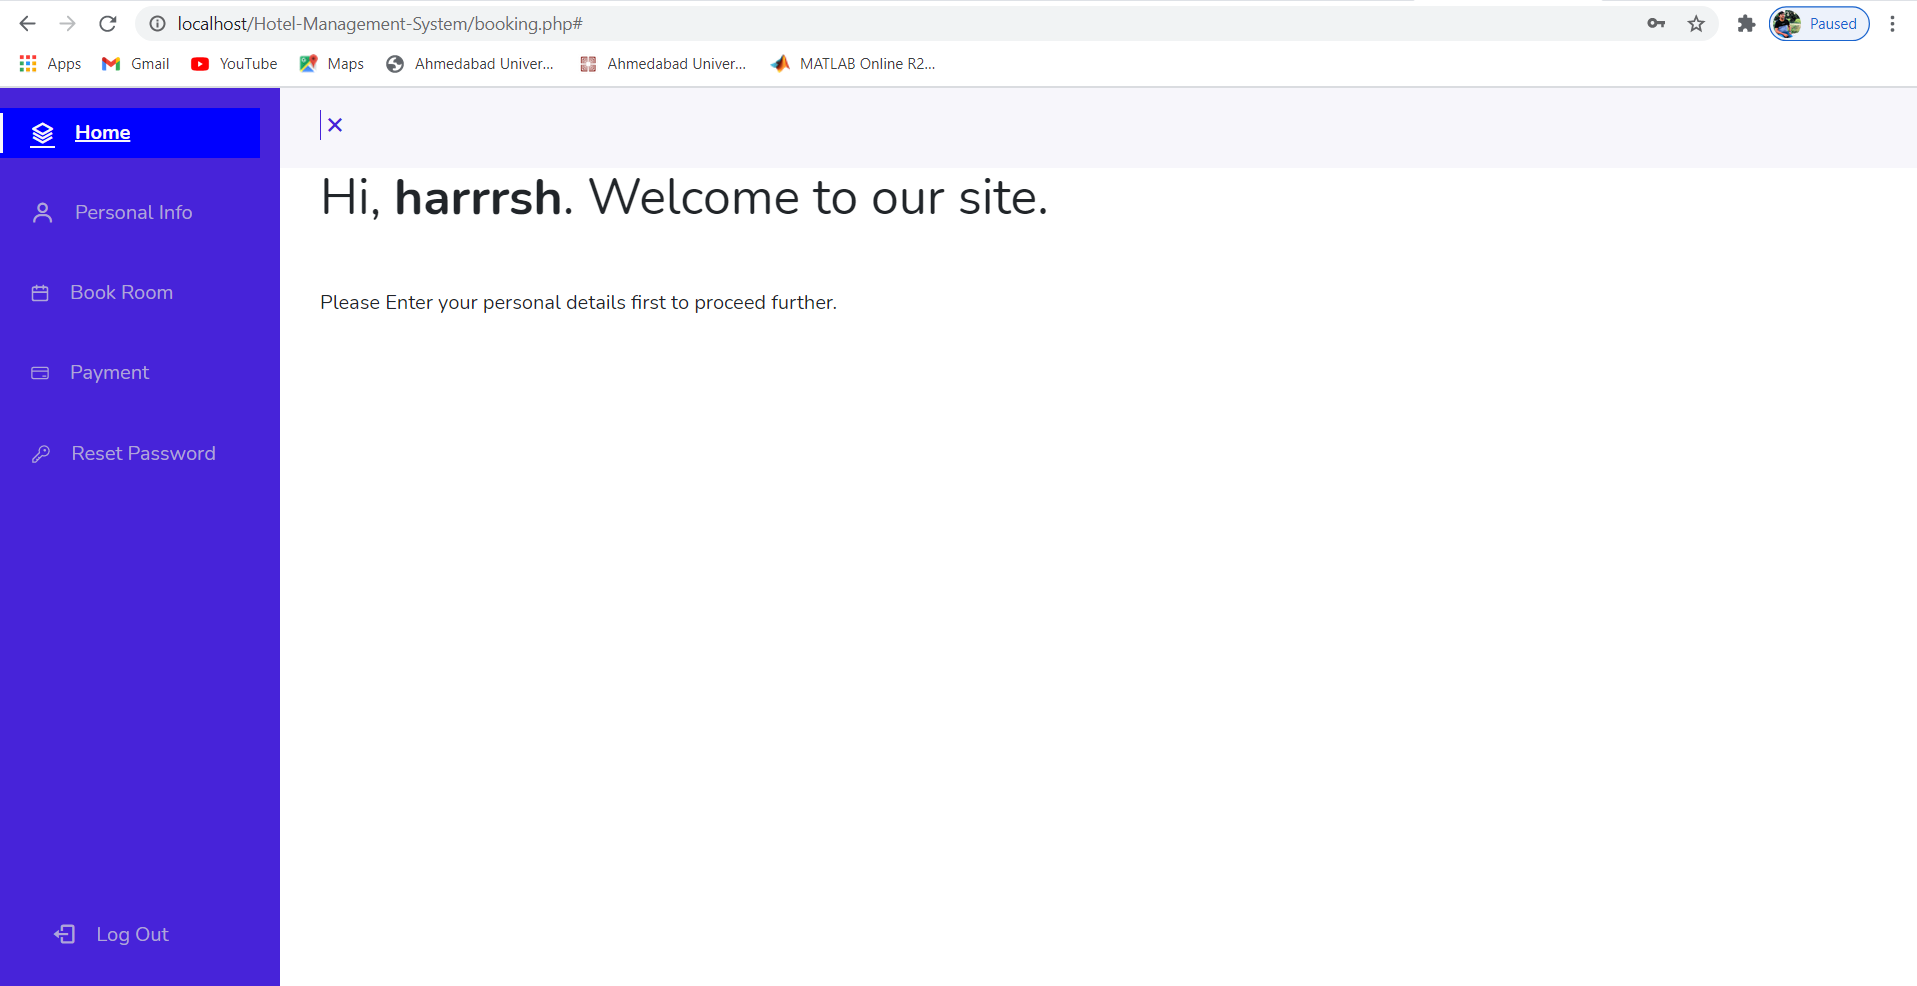 localhost/Hotel-Management-System/booking.php#
Paused
Apps Gmail YouTube Maps Ahmedabad Univer... Ahmedabad Univer... MATLAB Online R2...
Home
Personal Info
Book Room
Payment
Reset Password
Log Out
Hi, harrrsh. Welcome to our site.
Please Enter your personal details first to proceed further.